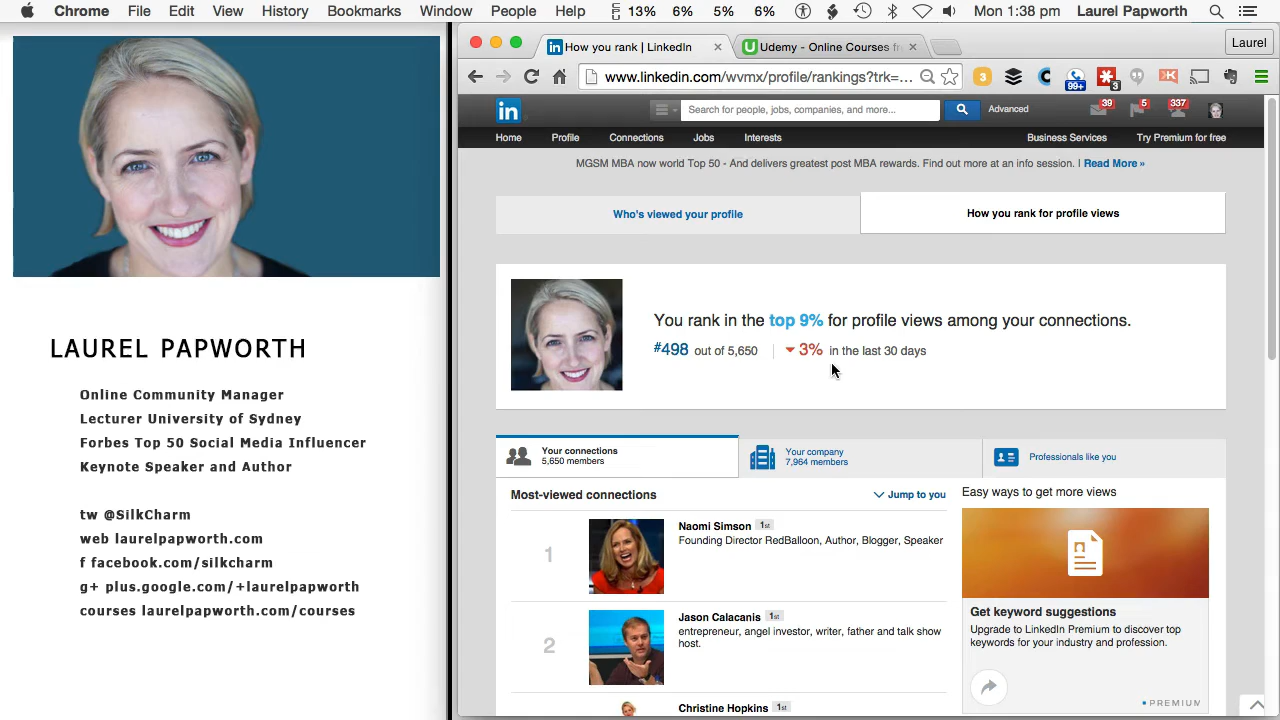 Chrome File Edit View History Bookmarks Window People Help 13% 6% 5% 6% Mon 1:38 pm Laurel Papworth
How you rank | LinkedIn
Udemy - Online Courses fr
Laurel
www.linkedin.com/wvmx/profile/rankings?trk=...
3
99+
3
in
Search for people, jobs, companies, and more...
Advanced
39
5
337
Home Profile Connections Jobs Interests Business Services Try Premium for free
MGSM MBA now world Top 50 - And delivers greatest post MBA rewards. Find out more at an info session. | Read More »
Who's viewed your profile
How you rank for profile views
You rank in the top 9% for profile views among your connections.
#498 out of 5,650 3% in the last 30 days
Your connections
5,650 members
Your company
7,964 members
Professionals like you
Most-viewed connections
Jump to you
1
Naomi Simson 1st
Founding Director RedBalloon, Author, Blogger, Speaker
2
Jason Calacanis 1st
entrepreneur, angel investor, writer, father and talk show
host.
Christine Hopkins 1st
Easy ways to get more views
Get keyword suggestions
Upgrade to LinkedIn Premium to discover top
keywords for your industry and profession.
PREMIUM
LAUREL PAPWORTH
Online Community Manager
Lecturer University of Sydney
Forbes Top 50 Social Media Influencer
Keynote Speaker and Author
tw @SilkCharm
web laurelpapworth.com
f facebook.com/silkcharm
g+ plus.google.com/+laurelpapworth
courses laurelpapworth.com/courses